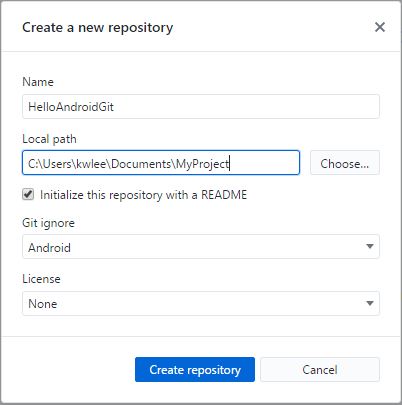 Create a new repository
Name
HelloAndroidGit
Local path
C:\Users\kwlee\Documents\MyProject
Choose...
Initialize this repository with a README
Git ignore
Android
License
None
Create repository
Cancel